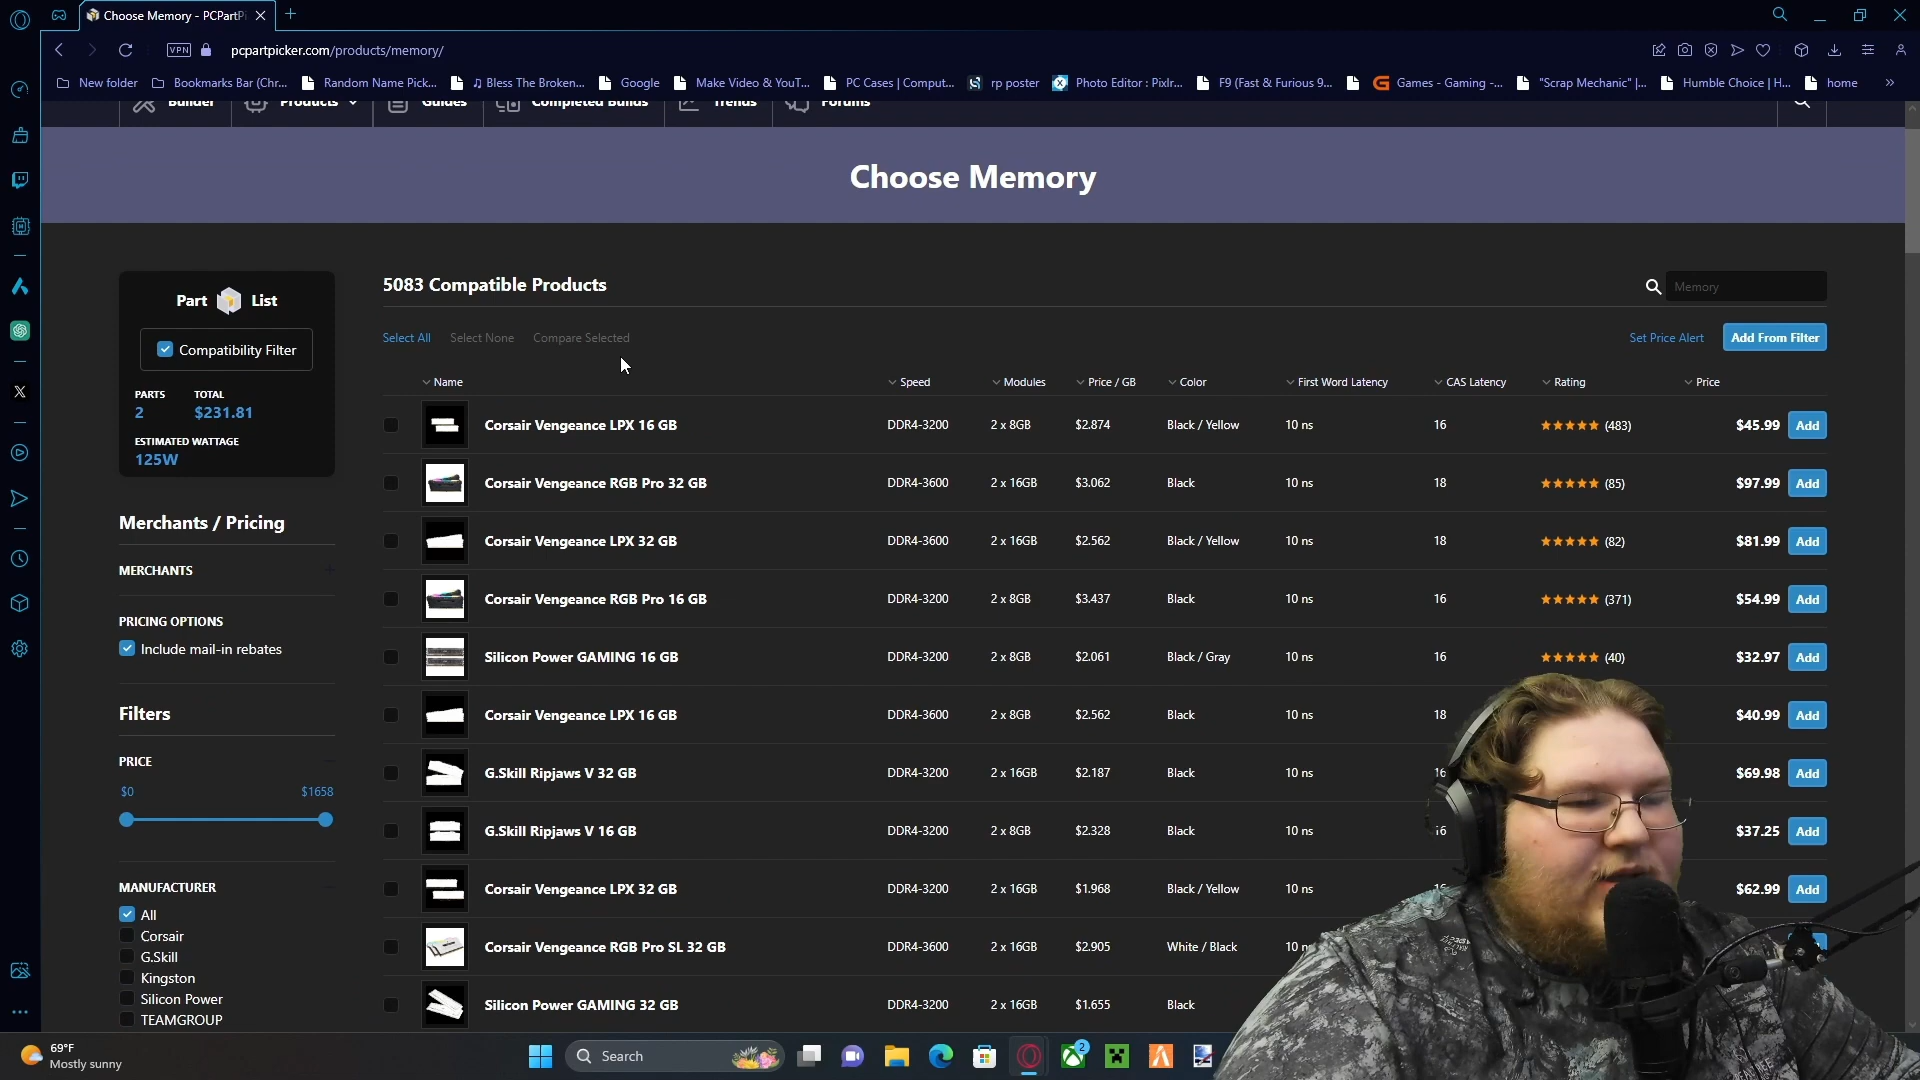 Choose Memory - PCPartPi
VPN
pcpartpicker.com/products/memory/
New folder
Bookmarks Bar (Chr...
Random Name Pick...
♫ Bless The Broken...
Google
Make Video & YouT...
PC Cases | Comput...
rp poster
Photo Editor : Pixlr...
F9 (Fast & Furious 9...
Games - Gaming -...
"Scrap Mechanic" |...
Humble Choice | H...
home
Builder
Products
Guides
Completed Builds
Trends
Forums
Choose Memory
Part List
Compatibility Filter
PARTS TOTAL
2 $231.81
ESTIMATED WATTAGE
125W
Merchants / Pricing
MERCHANTS
PRICING OPTIONS
Include mail-in rebates
Filters
PRICE
$0 $1658
MANUFACTURER
All
Corsair
G.Skill
Kingston
Silicon Power
TEAMGROUP
5083 Compatible Products
Memory
Select All Select None Compare Selected
Set Price Alert Add From Filter
Name Speed Modules Price / GB Color First Word Latency CAS Latency Rating Price
Corsair Vengeance LPX 16 GB DDR4-3200 2 x 8GB $2.874 Black / Yellow 10 ns 16 (483) $45.99 Add
Corsair Vengeance RGB Pro 32 GB DDR4-3600 2 x 16GB $3.062 Black 10 ns 18 (85) $97.99 Add
Corsair Vengeance LPX 32 GB DDR4-3600 2 x 16GB $2.562 Black / Yellow 10 ns 18 (82) $81.99 Add
Corsair Vengeance RGB Pro 16 GB DDR4-3200 2 x 8GB $3.437 Black 10 ns 16 (371) $54.99 Add
Silicon Power GAMING 16 GB DDR4-3200 2 x 8GB $2.061 Black / Gray 10 ns 16 (40) $32.97 Add
Corsair Vengeance LPX 16 GB DDR4-3600 2 x 8GB $2.562 Black 10 ns 18 $40.99 Add
G.Skill Ripjaws V 32 GB DDR4-3200 2 x 16GB $2.187 Black 10 ns 16 $69.98 Add
G.Skill Ripjaws V 16 GB DDR4-3200 2 x 8GB $2.328 Black 10 ns 16 $37.25 Add
Corsair Vengeance LPX 32 GB DDR4-3200 2 x 16GB $1.968 Black / Yellow 10 ns 16 $62.99 Add
Corsair Vengeance RGB Pro SL 32 GB DDR4-3600 2 x 16GB $2.905 White / Black 10 n
Silicon Power GAMING 32 GB DDR4-3200 2 x 16GB $1.655 Black
69°F
Mostly sunny
Search
2